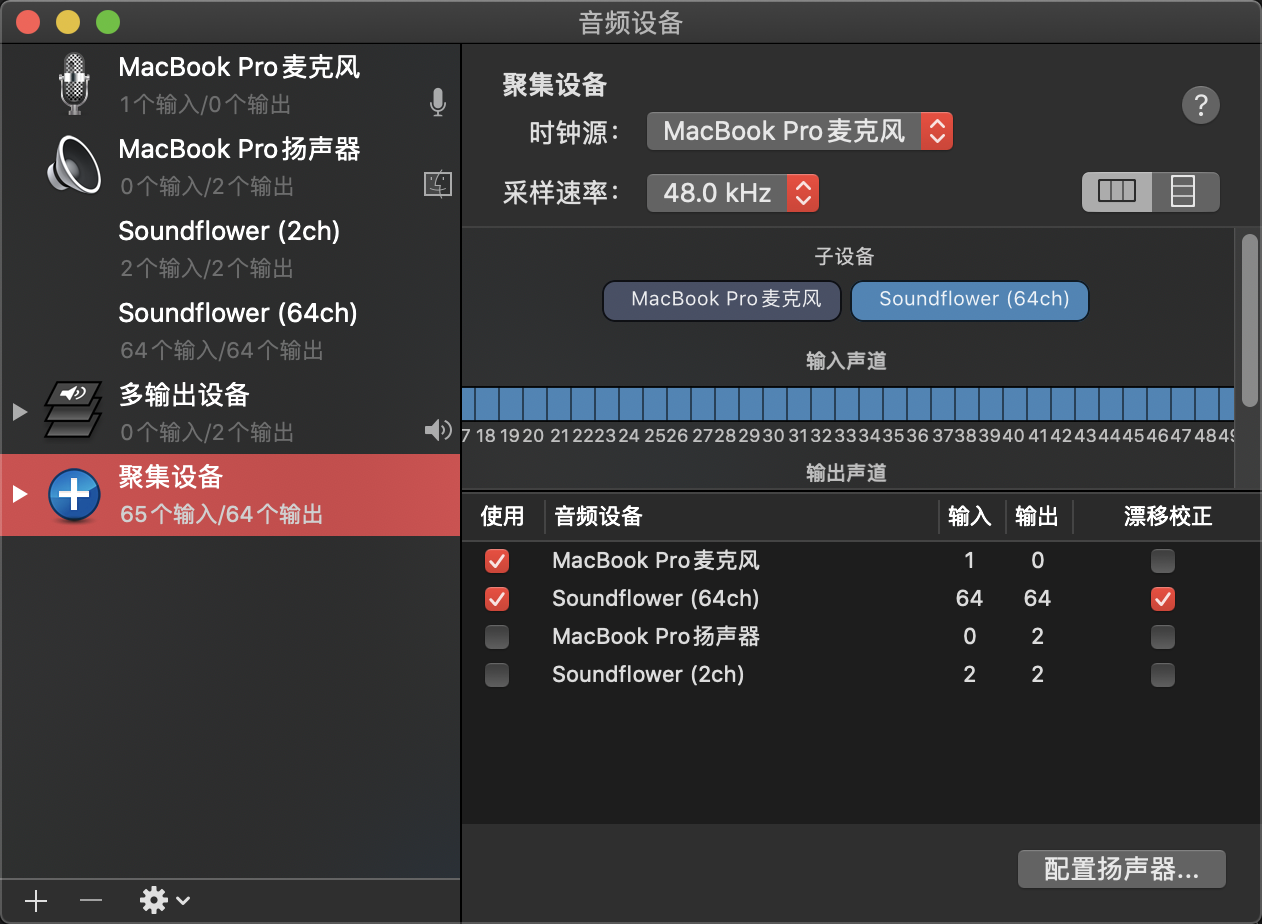 音频设备
MacBook Pro麦克风
1个输入/0个输出
MacBook Pro扬声器
0个输入/2个输出
Soundflower (2ch)
2个输入/2个输出
Soundflower (64ch)
64个输入/64个输出
多输出设备
0个输入/2个输出
聚集设备
65个输入/64个输出
聚集设备
?
时钟源： MacBook Pro麦克风
采样速率： 48.0 kHz
子设备
MacBook Pro麦克风 Soundflower (64ch)
输入声道
7 18 19 20 21 22 23 24 25 26 27 28 29 30 31 32 33 34 35 36 37 38 39 40 41 42 43 44 45 46 47 48 49
输出声道
使用 音频设备 输入 输出 漂移校正
MacBook Pro麦克风 1 0
Soundflower (64ch) 64 64
MacBook Pro扬声器 0 2
Soundflower (2ch) 2 2
配置扬声器...